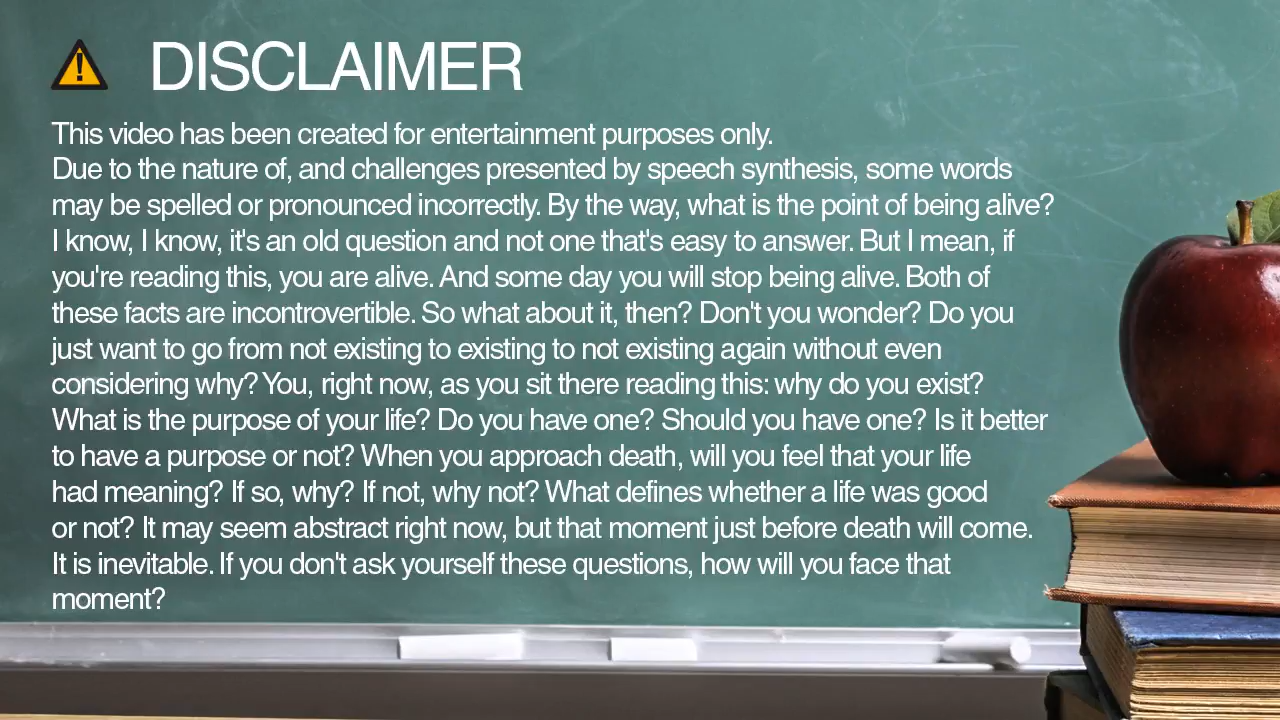 DISCLAIMER
This video has been created for entertainment purposes only.
Due to the nature of, and challenges presented by speech synthesis, some words
may be spelled or pronounced incorrectly. By the way, what is the point of being alive?
I know, I know, it's an old question and not one that's easy to answer. But I mean, if
you're reading this, you are alive. And some day you will stop being alive. Both of
these facts are incontrovertible. So what about it, then? Don't you wonder? Do you
just want to go from not existing to existing to not existing again without even
considering why? You, right now, as you sit there reading this: why do you exist?
What is the purpose of your life? Do you have one? Should you have one? Is it better
to have a purpose or not? When you approach death, will you feel that your life
had meaning? If so, why? If not, why not? What defines whether a life was good
or not? It may seem abstract right now, but that moment just before death will come.
It is inevitable. If you don't ask yourself these questions, how will you face that
moment?